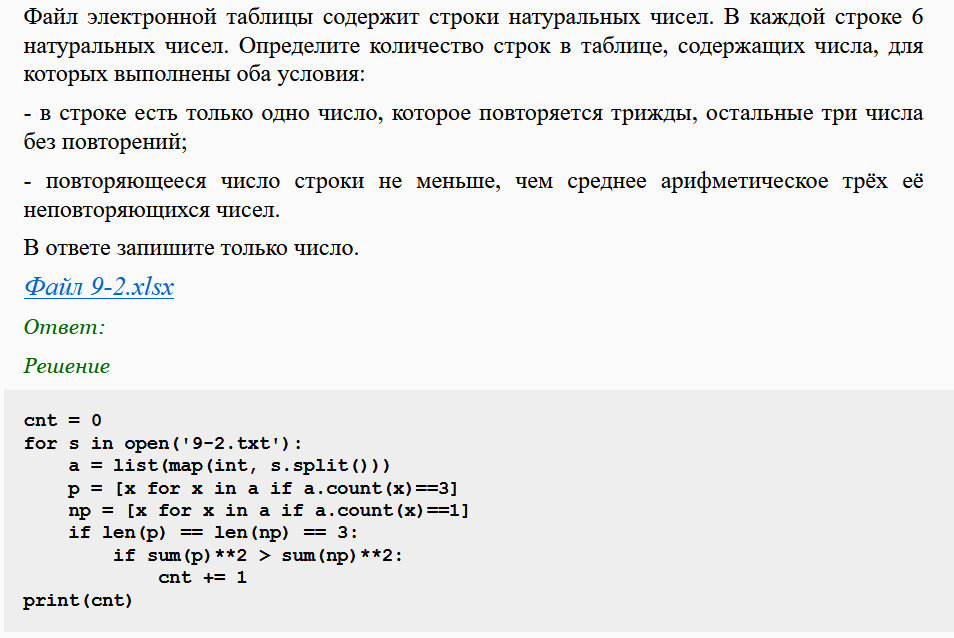 Файл электронной таблицы содержит строки натуральных чисел. В каждой строке 6
натуральных чисел. Определите количество строк в таблице, содержащих числа, для
которых выполнены оба условия:
- в строке есть только одно число, которое повторяется трижды, остальные три числа
без повторений;
- повторяющееся число строки не меньше, чем среднее арифметическое трёх её
неповторяющихся чисел.
В ответе запишите только число.
Файл 9-2.xlsx
Ответ:
Решение
cnt = 0
for s in open('9-2.txt'):
    a = list(map(int, s.split()))
    p = [x for x in a if a.count(x)==3]
    np = [x for x in a if a.count(x)==1]
    if len(p) == len(np) == 3:
        if sum(p)**2 > sum(np)**2:
            cnt += 1
print(cnt)